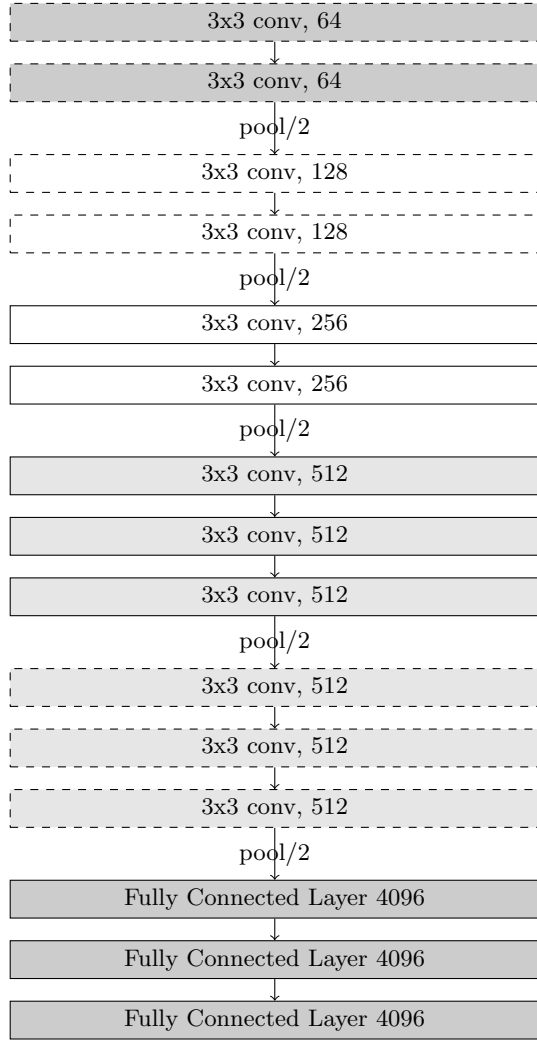 3x3 conv, 64
3x3 conv, 64
pool/2
3x3 conv, 128
3x3 conv, 128
pool/2
3x3 conv, 256
3x3 conv, 256
pool/2
3x3 conv, 512
3x3 conv, 512
3x3 conv, 512
pool/2
3x3 conv, 512
3x3 conv, 512
3x3 conv, 512
pool/2
Fully Connected Layer 4096
Fully Connected Layer 4096
Fully Connected Layer 4096